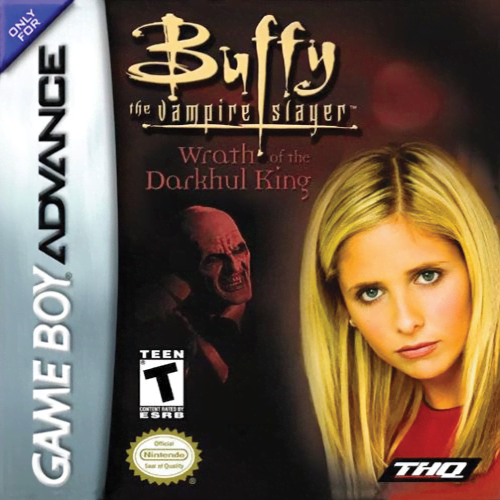 ONLY
FOR
GAME BOY ADVANCE
Buffy
the vampire slayer™
Wrath of the
Darkhul King
TEEN
T
CONTENT RATED BY
ESRB
Official
Nintendo
Seal of Quality
THQ